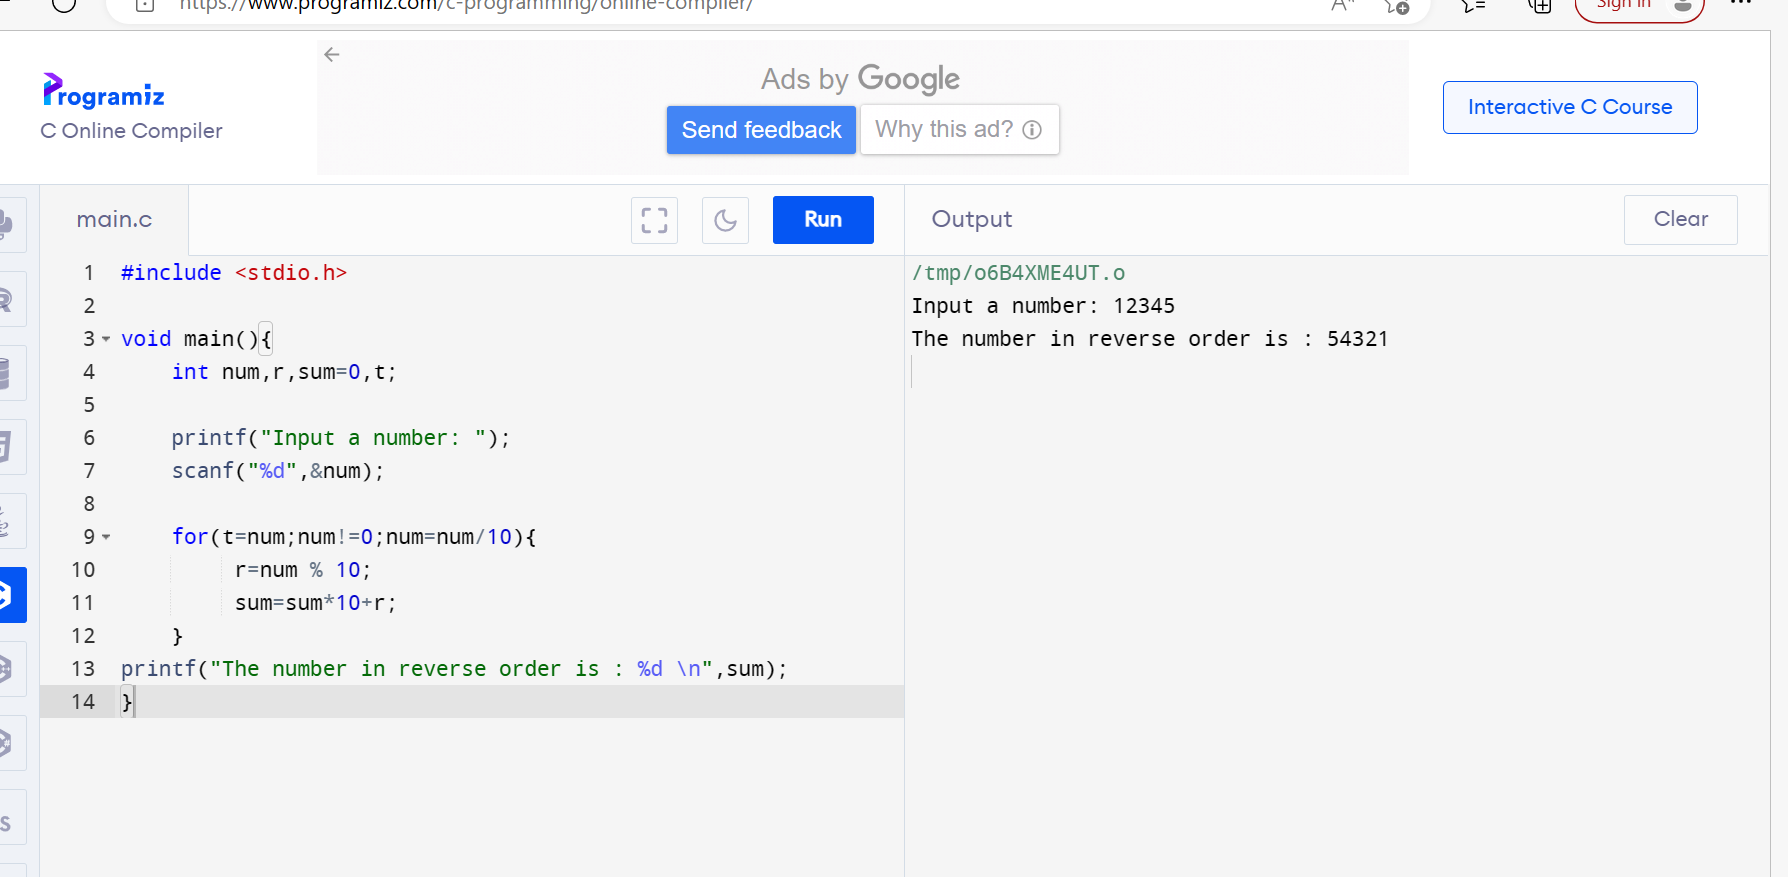 https://www.programiz.com/c-programming/online-compiler/
Sign in
Programiz
C Online Compiler
Ads by Google
Send feedback
Why this ad?
Interactive C Course
main.c
Run
Output
Clear
1 #include <stdio.h>
2
3 void main(){
4     int num,r,sum=0,t;
5
6     printf("Input a number: ");
7     scanf("%d",&num);
8
9     for(t=num;num!=0;num=num/10){
10         r=num % 10;
11         sum=sum*10+r;
12     }
13 printf("The number in reverse order is : %d \n",sum);
14 }
/tmp/o6B4XME4UT.o
Input a number: 12345
The number in reverse order is : 54321